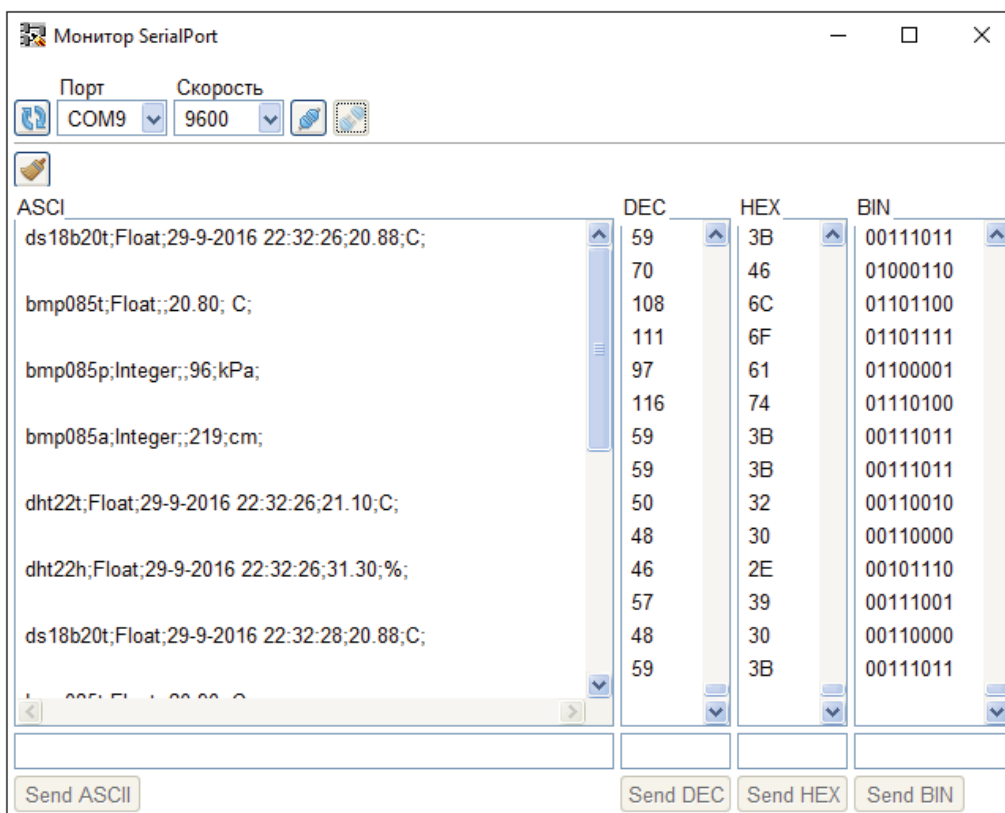 Монитор SerialPort
Порт Скорость
COM9 9600
ASCI DEC HEX BIN
ds18b20t;Float;29-9-2016 22:32:26;20.88;C; 59 3B 00111011
70 46 01000110
bmp085t;Float;;20.80; C; 108 6C 01101100
111 6F 01101111
bmp085p;Integer;;96;kPa; 97 61 01100001
116 74 01110100
bmp085a;Integer;;219;cm; 59 3B 00111011
59 3B 00111011
dht22t;Float;29-9-2016 22:32:26;21.10;C; 50 32 00110010
48 30 00110000
dht22h;Float;29-9-2016 22:32:26;31.30;%; 46 2E 00101110
57 39 00111001
ds18b20t;Float;29-9-2016 22:32:28;20.88;C; 48 30 00110000
59 3B 00111011
Send ASCII Send DEC Send HEX Send BIN